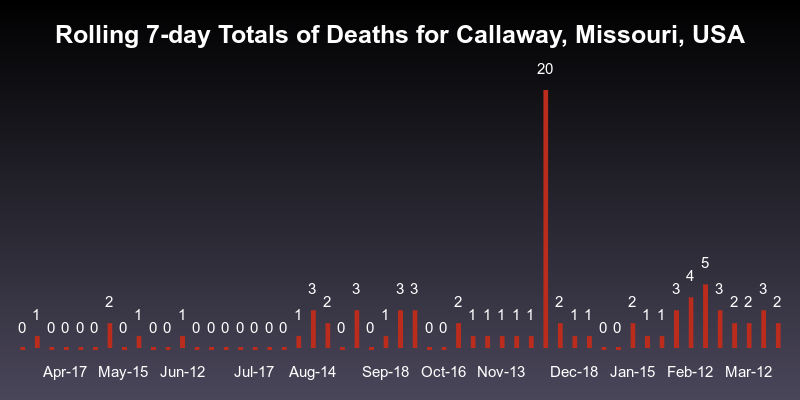 Rolling 7-day Totals of Deaths for Callaway, Missouri, USA
0 1 0 0 0 0 2 0 1 0 0 1 0 0 0 0 0 0 0 1 3 2 0 3 0 1 3 3 0 0 2 1 1 1 1 1 20 2 1 1 0 0 2 1 1 3 4 5 3 2 2 3 2
Apr-17 May-15 Jun-12 Jul-17 Aug-14 Sep-18 Oct-16 Nov-13 Dec-18 Jan-15 Feb-12 Mar-12